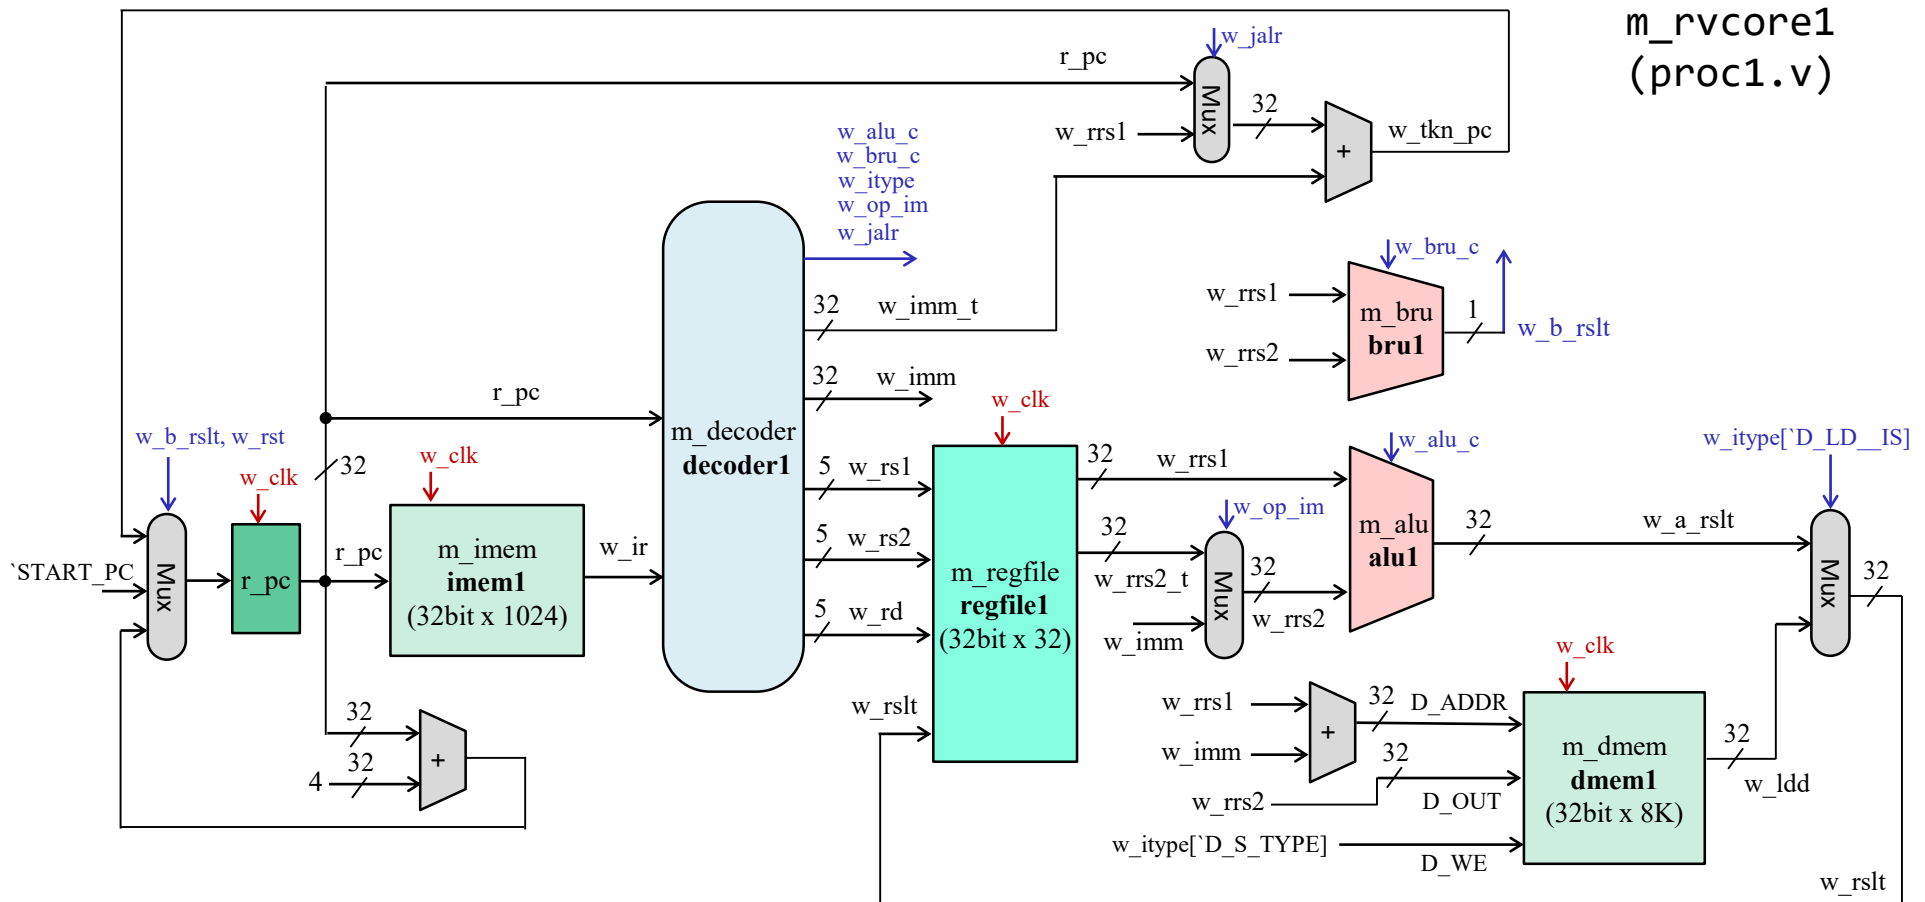 m_rvcore1
(proc1.v)
w_jalr
r_pc
Mux
32
w_rrs1
+
w_tkn_pc
w_alu_c
w_bru_c
w_itype
w_op_im
w_jalr
32
w_imm_t
w_bru_c
w_rrs1
w_rrs2
m_bru
bru1
1
w_b_rslt
32
w_imm
r_pc
m_decoder
decoder1
w_b_rslt, w_rst
w_clk
32
w_clk
`START_PC
Mux
r_pc
r_pc
m_imem
imem1
(32bit x 1024)
w_ir
5
w_rs1
5
w_rs2
5
w_rd
w_rslt
w_clk
m_regfile
regfile1
(32bit x 32)
32
w_rrs1
32
w_rrs2_t
w_imm
w_op_im
Mux
32
w_rrs2
w_alu_c
m_alu
alu1
32
w_a_rslt
w_itype[`D_LD__IS]
Mux
32
32
4
32
+
w_rrs1
w_imm
+
32
D_ADDR
w_rrs2
32
D_OUT
w_itype[`D_S_TYPE]
D_WE
w_clk
m_dmem
dmem1
(32bit x 8K)
32
w_ldd
w_rslt